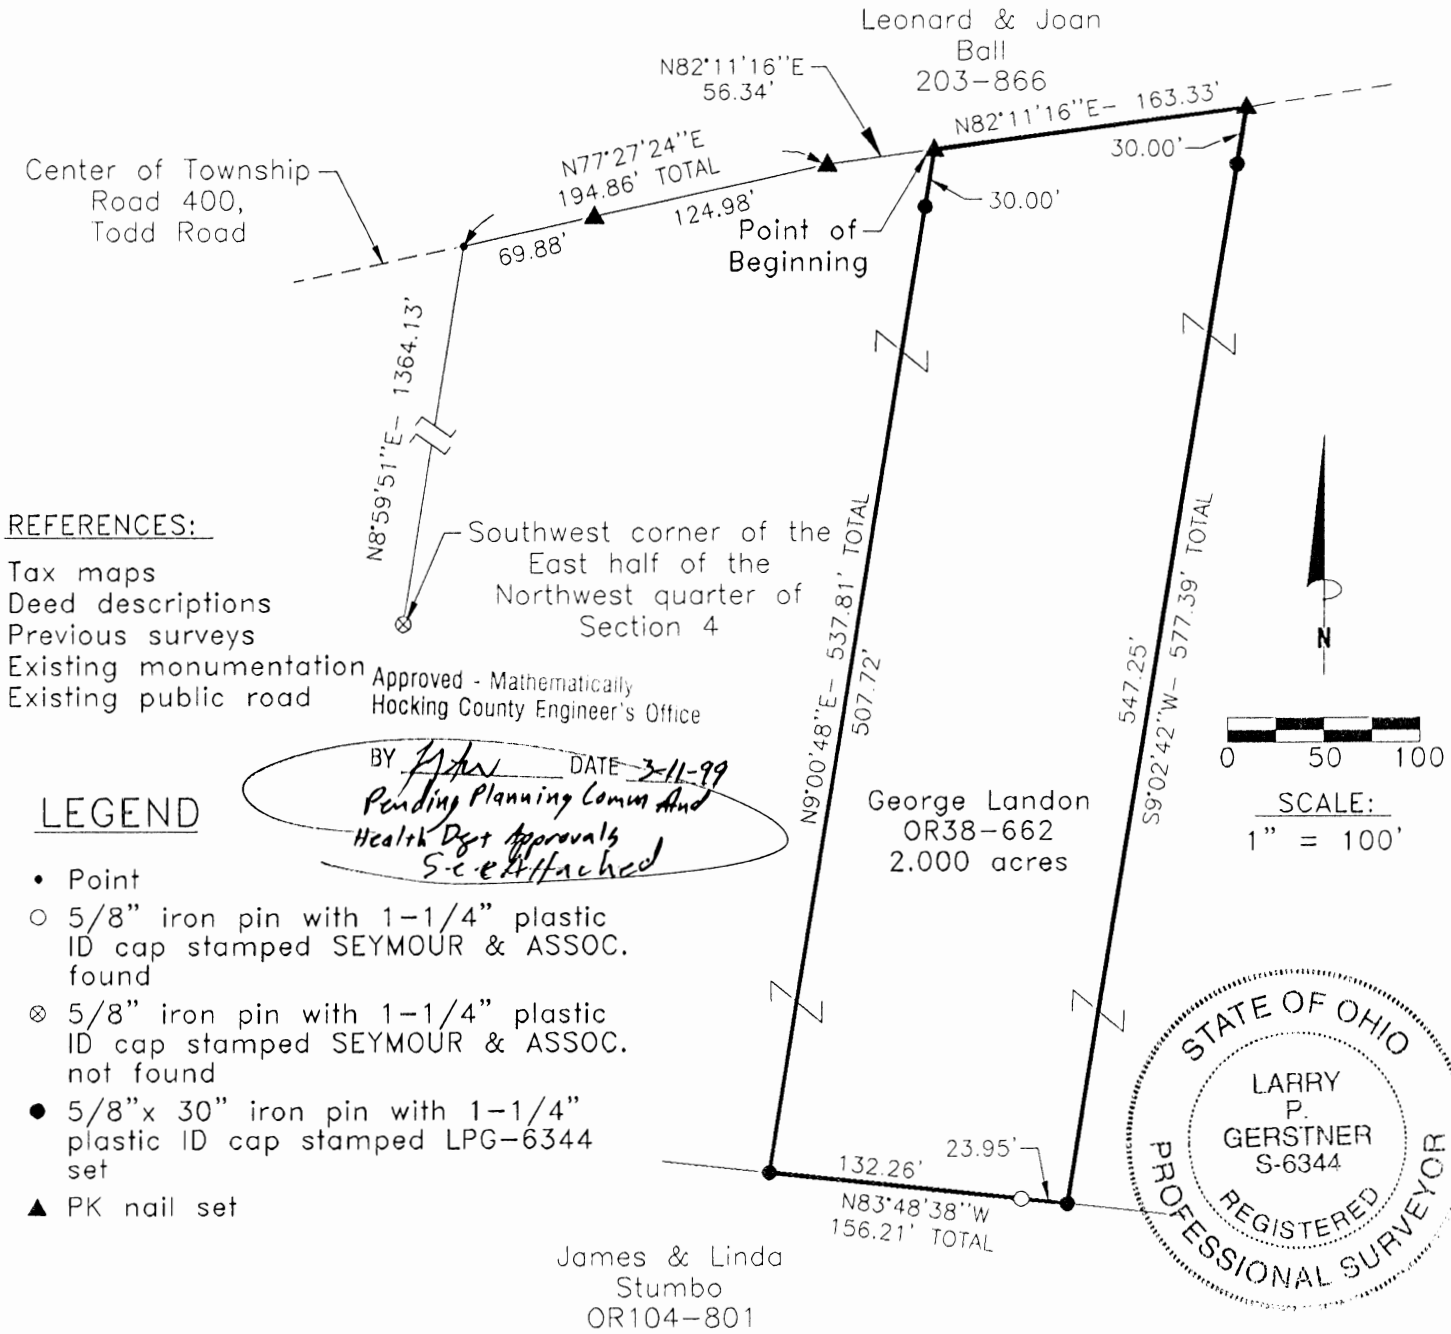 Leonard & Joan
Ball
203-866
N82°11'16"E
56.34'
N82°11'16"E- 163.33'
30.00'
30.00'
N77°27'24"E
194.86' TOTAL
124.98'
69.88'
Center of Township
Road 400,
Todd Road
Point of
Beginning
N8°59'51"E- 1364.13'
Southwest corner of the
East half of the
Northwest quarter of
Section 4
REFERENCES:
Tax maps
Deed descriptions
Previous surveys
Existing monumentation
Existing public road
Approved - Mathematically
Hocking County Engineer's Office
BY DATE 3-11-99
Pending Planning Comm And
Health Dept Approvals
See Attached
N9°00'48"E- 537.81' TOTAL
507.72'
547.25'
S9°02'42"W- 577.39' TOTAL
George Landon
OR38-662
2.000 acres
N
0 50 100
SCALE:
1" = 100'
LEGEND
Point
5/8" iron pin with 1-1/4" plastic
ID cap stamped SEYMOUR & ASSOC.
found
5/8" iron pin with 1-1/4" plastic
ID cap stamped SEYMOUR & ASSOC.
not found
5/8"x 30" iron pin with 1-1/4"
plastic ID cap stamped LPG-6344
set
PK nail set
132.26'
23.95'
N83°48'38"W
156.21' TOTAL
James & Linda
Stumbo
OR104-801
STATE OF OHIO
LARRY
P.
GERSTNER
S-6344
REGISTERED
PROFESSIONAL SURVEYOR